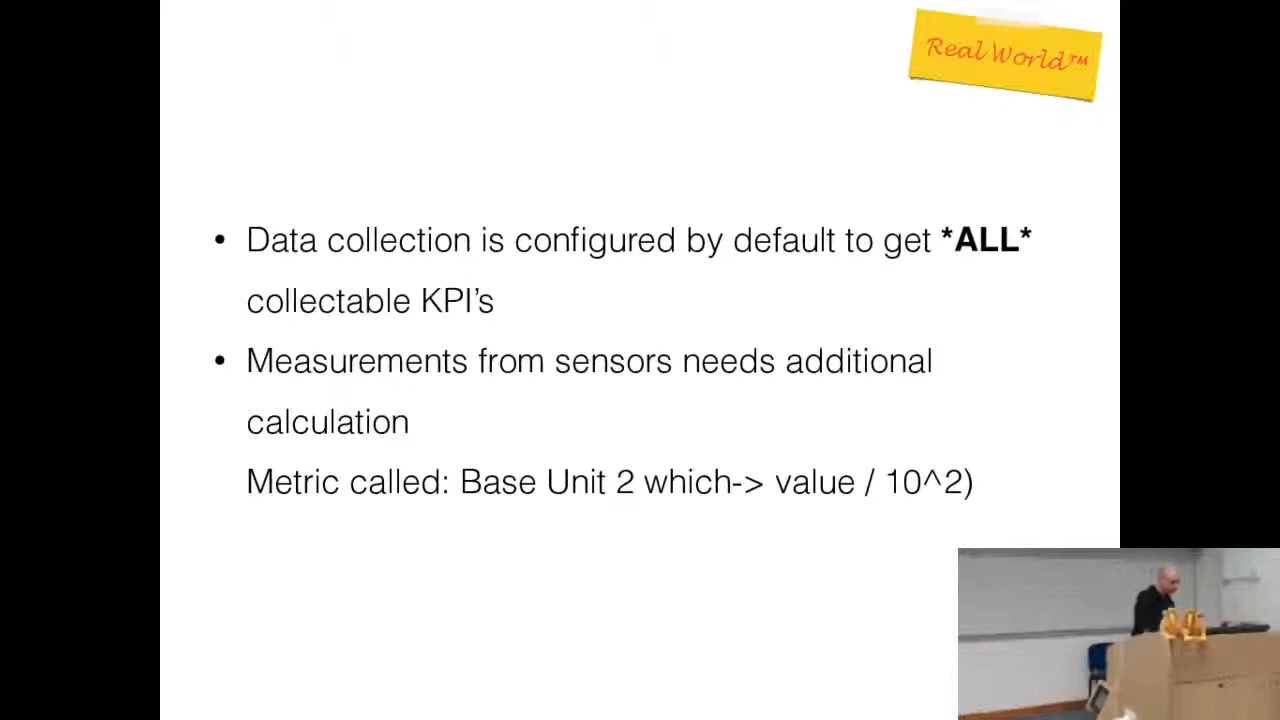 Real World™
• Data collection is configured by default to get *ALL*
collectable KPI’s
• Measurements from sensors needs additional
calculation
Metric called: Base Unit 2 which-> value / 10^2)